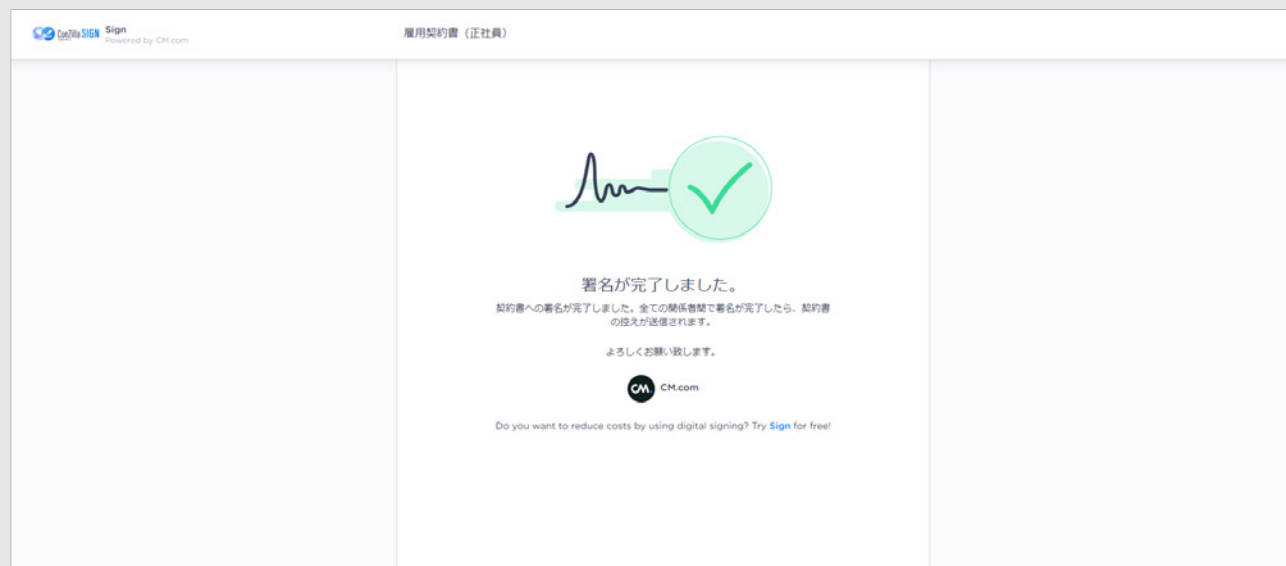 CueZilla SIGN
Sign
Powered by CM.com
雇用契約書（正社員）
署名が完了しました。
契約書への署名が完了しました。全ての関係者間で署名が完了したら、契約書
の控えが送信されます。
よろしくお願い致します。
CM.
CM.com
Do you want to reduce costs by using digital signing? Try Sign for free!